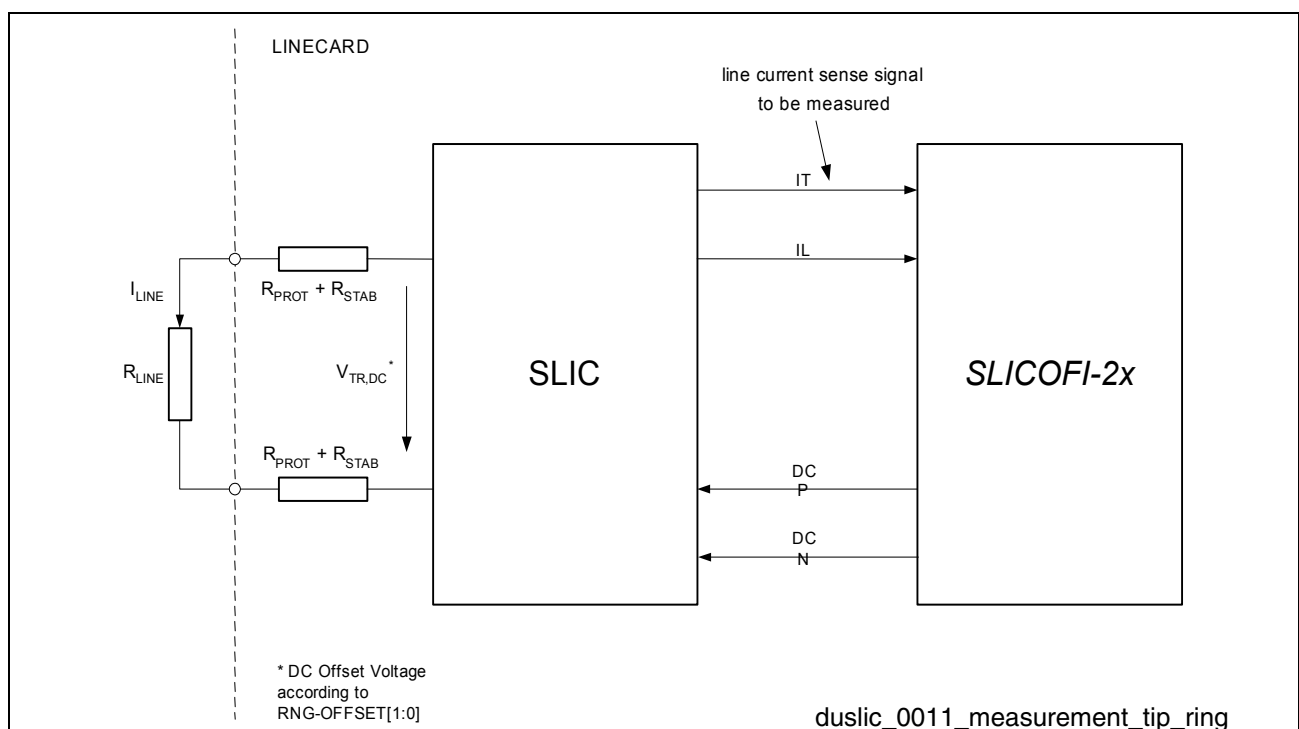 LINECARD
line current sense signal
to be measured
IT
IL
I_LINE
R_PROT + R_STAB
R_LINE
V_TR,DC *
SLIC
SLICOFI-2x
R_PROT + R_STAB
DC
P
DC
N
* DC Offset Voltage
according to
RNG-OFFSET[1:0]
duslic_0011_measurement_tip_ring